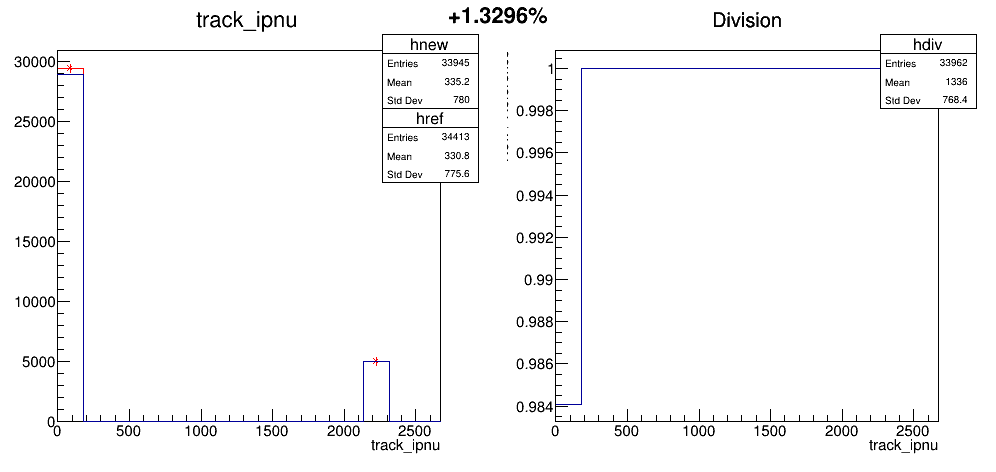 track_ipnu
+1.3296%
Division
hnew
Entries 33945
Mean 335.2
Std Dev 780
href
Entries 34413
Mean 330.8
Std Dev 775.6
30000
25000
20000
15000
10000
5000
0
0 500 1000 1500 2000 2500
track_ipnu
hdiv
Entries 33962
Mean 1336
Std Dev 768.4
1
0.998
0.996
0.994
0.992
0.99
0.988
0.986
0.984
0 500 1000 1500 2000 2500
track_ipnu